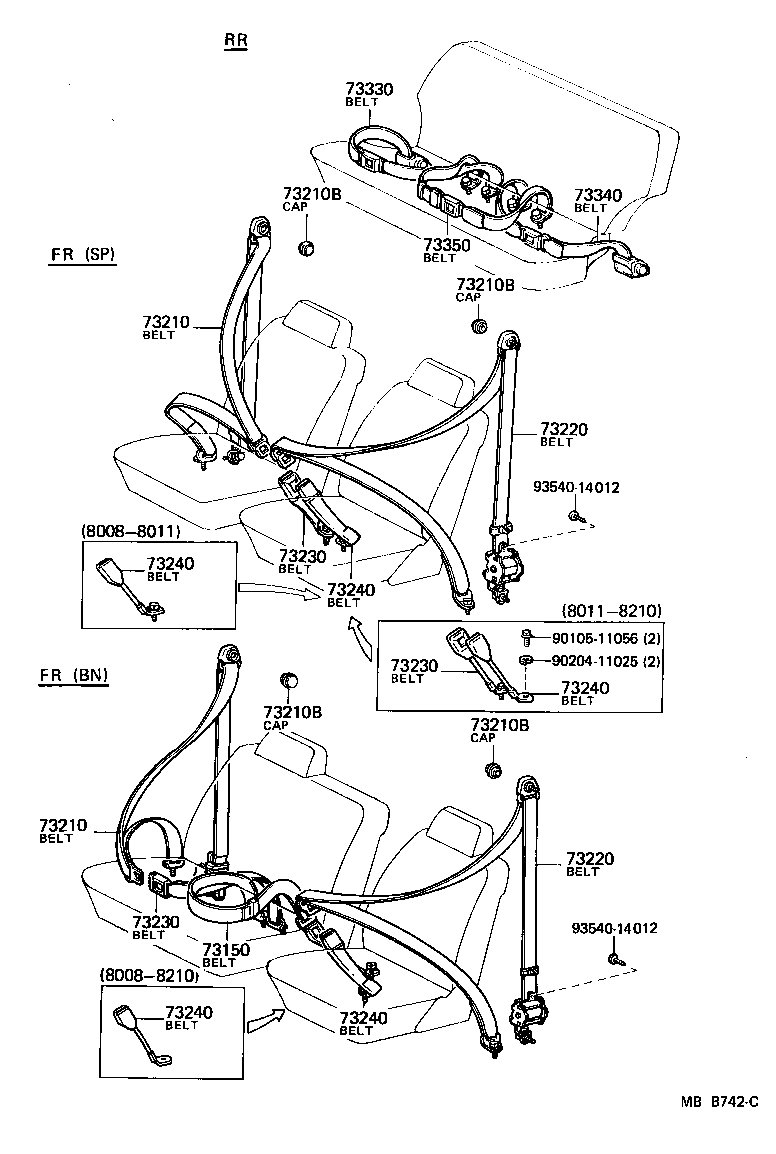 RR
73330
BELT
73210B
CAP
73340
BELT
73350
BELT
FR (SP)
73210B
CAP
73210
BELT
73220
BELT
93540-14012
(8008-8011)
73240
BELT
73230
BELT
73240
BELT
(8011-8210)
90105-11056 (2)
73230
BELT
90204-11025 (2)
73240
BELT
FR (BN)
73210B
CAP
73210B
CAP
73210
BELT
73220
BELT
73230
BELT
73150
BELT
93540-14012
(8008-8210)
73240
BELT
73240
BELT
MB B742-C